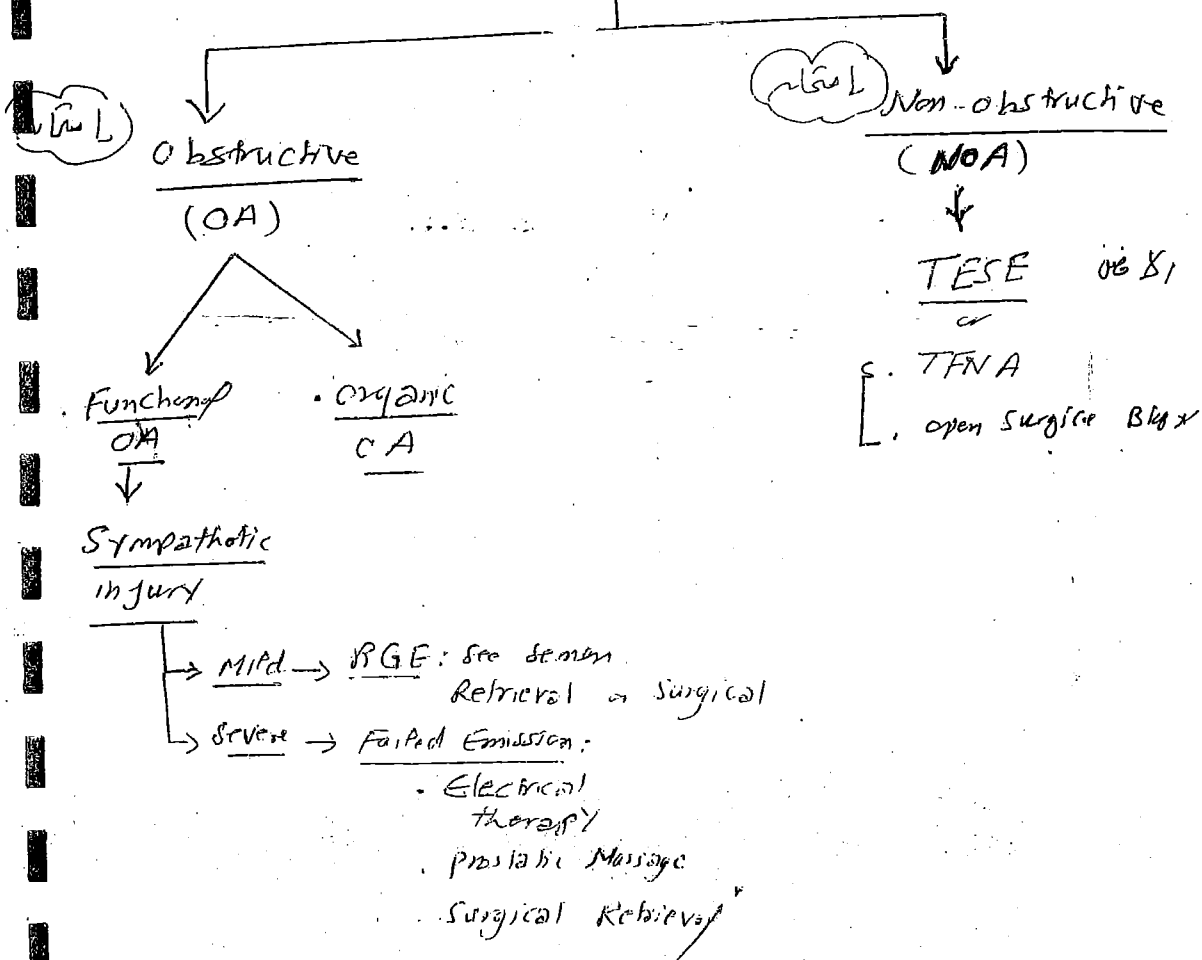 Obstructive
(OA)
Functional
OA
Sympathetic
injury
Mild → RGE: See semen
Retrieval or Surgical
Severe → Failed Emission:
. Electrical
therapy
. Prostatic Massage
. Surgical Retrieval
. Organic
OA
Non-obstructive
(NOA)
TESE
or
. TFNA
. open Surgical